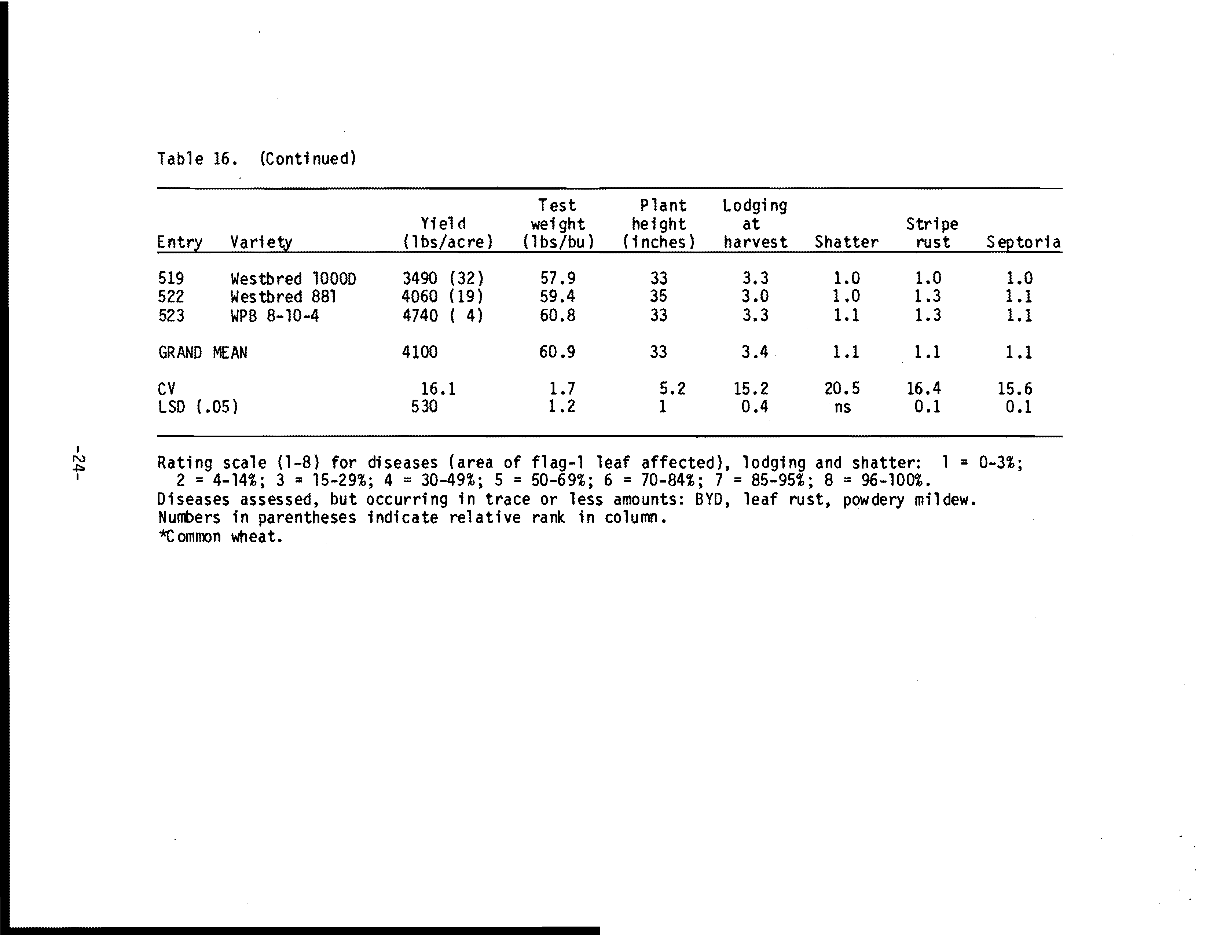 Table 16. (Continued)
Test Plant Lodging
Yield weight height at Stripe
Entry Variety (lbs/acre) (lbs/bu) (inches) harvest Shatter rust Septoria
519 Westbred 1000D 3490 (32) 57.9 33 3.3 1.0 1.0 1.0
522 Westbred 881 4060 (19) 59.4 35 3.0 1.0 1.3 1.1
523 WPB 8-10-4 4740 ( 4) 60.8 33 3.3 1.1 1.3 1.1
GRAND MEAN 4100 60.9 33 3.4 1.1 1.1 1.1
CV 16.1 1.7 5.2 15.2 20.5 16.4 15.6
LSD (.05) 530 1.2 1 0.4 ns 0.1 0.1
Rating scale (1-8) for diseases (area of flag-1 leaf affected), lodging and shatter: 1 = 0-3%;
2 = 4-14%; 3 = 15-29%; 4 = 30-49%; 5 = 50-69%; 6 = 70-84%; 7 = 85-95%; 8 = 96-100%.
Diseases assessed, but occurring in trace or less amounts: BYD, leaf rust, powdery mildew.
Numbers in parentheses indicate relative rank in column.
*Common wheat.
-24-